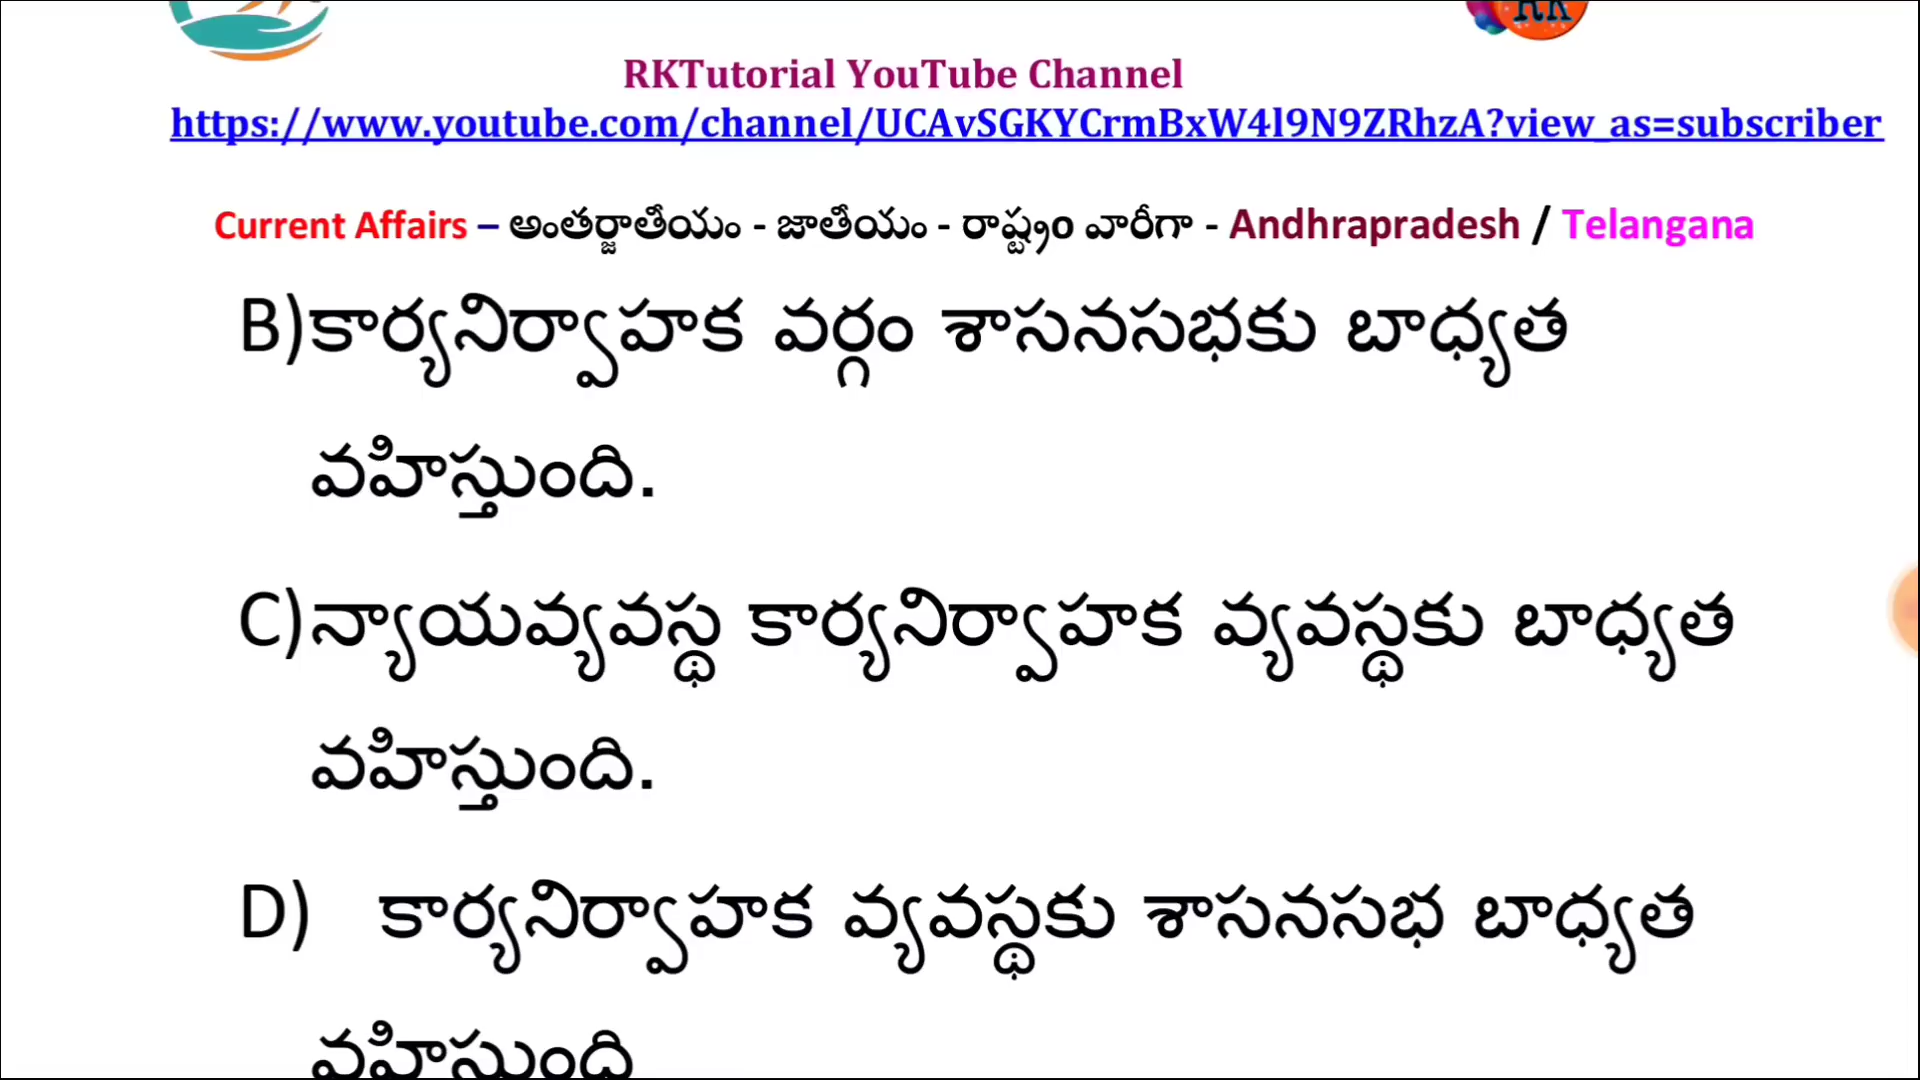 RK
RKTutorial YouTube Channel
https://www.youtube.com/channel/UCAvSGKYCrmBxW4l9N9ZRhzA?view_as=subscriber
Current Affairs – అంతర్జాతీయం - జాతీయం - రాష్ట్రంo వారీగా - Andhrapradesh / Telangana
B)కార్యనిర్వాహక వర్గం శాసనసభకు బాధ్యత
వహిస్తుంది.
C)న్యాయవ్యవస్థ కార్యనిర్వాహక వ్యవస్థకు బాధ్యత
వహిస్తుంది.
D) కార్యనిర్వాహక వ్యవస్థకు శాసనసభ బాధ్యత
వహిస్తుంది